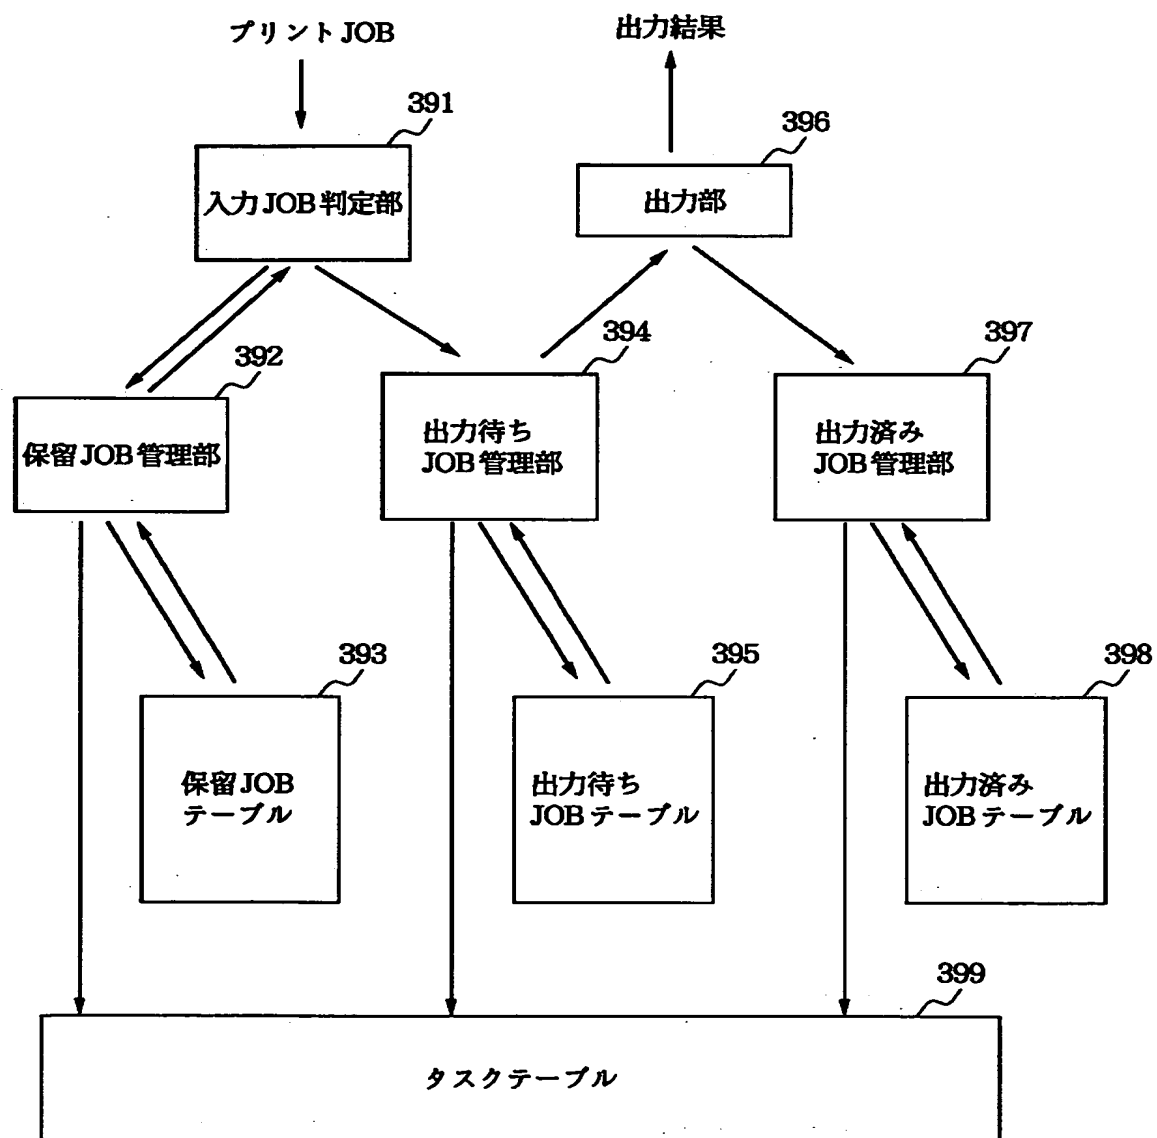 プリントJOB
出力結果
391
396
入力JOB判定部
出力部
392
394
397
保留JOB管理部
出力待ち
JOB管理部
出力済み
JOB管理部
393
395
398
保留JOB
テーブル
出力待ち
JOBテーブル
出力済み
JOBテーブル
399
タスクテーブル